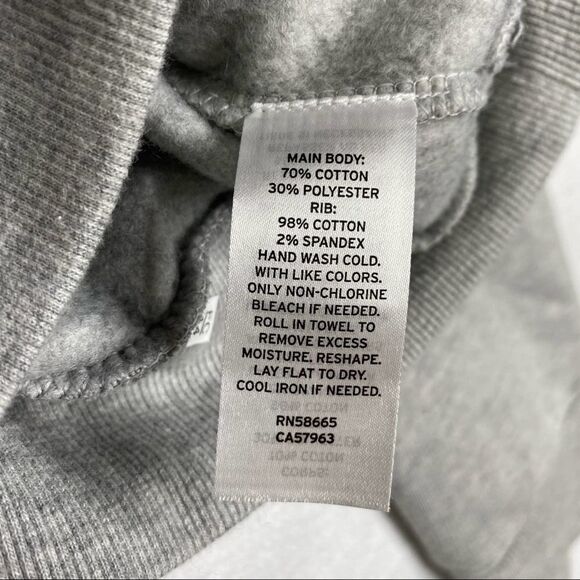 MAIN BODY:
70% COTTON
30% POLYESTER
RIB:
98% COTTON
2% SPANDEX
HAND WASH COLD.
WITH LIKE COLORS.
ONLY NON-CHLORINE
BLEACH IF NEEDED.
ROLL IN TOWEL TO
REMOVE EXCESS
MOISTURE. RESHAPE.
LAY FLAT TO DRY.
COOL IRON IF NEEDED.
RN58665
CA57963